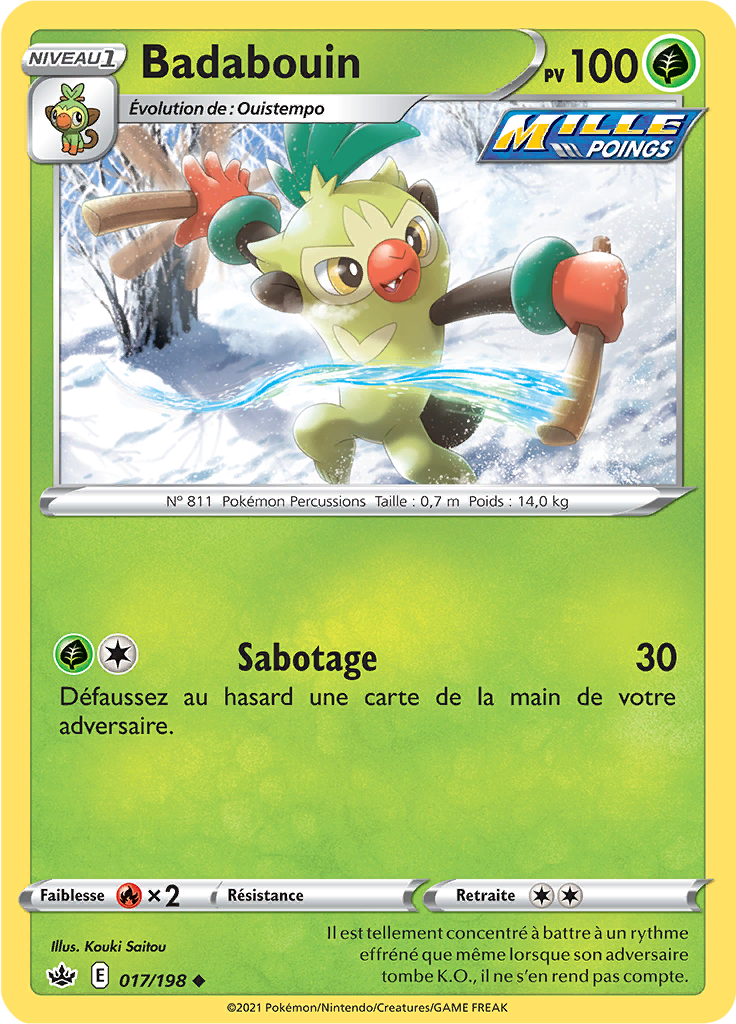 NIVEAU 1
Badabouin
PV 100
Évolution de : Ouistempo
MILLE
POINGS
N° 811 Pokémon Percussions Taille : 0,7 m Poids : 14,0 kg
Sabotage 30
Défaussez au hasard une carte de la main de votre
adversaire.
Faiblesse ×2 Résistance Retraite
Illus. Kouki Saitou
Il est tellement concentré à battre à un rythme
effréné que même lorsque son adversaire
tombe K.O., il ne s'en rend pas compte.
E 017/198
©2021 Pokémon/Nintendo/Creatures/GAME FREAK